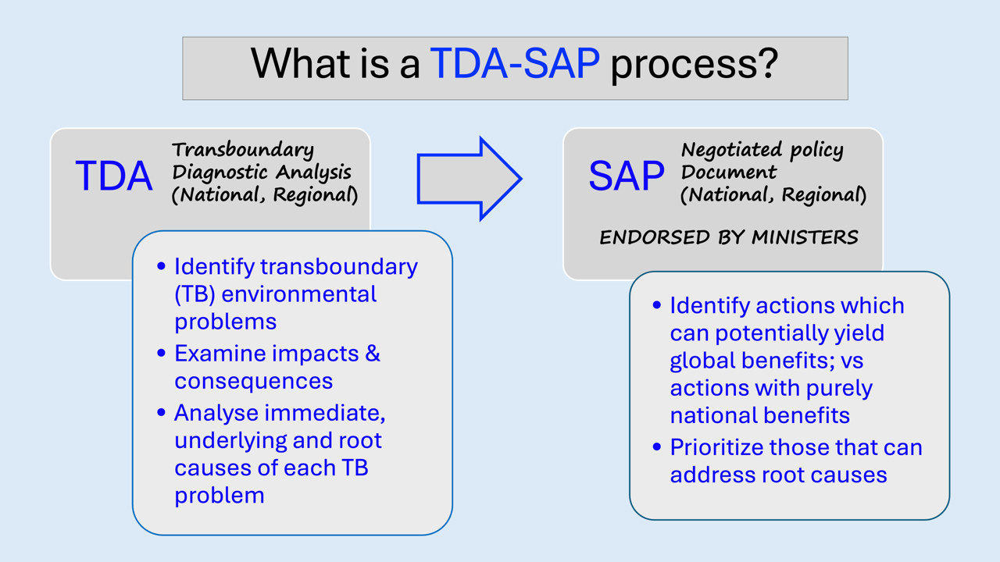 What is a TDA-SAP process?
TDA
Transboundary
Diagnostic Analysis
(National, Regional)
• Identify transboundary
(TB) environmental
problems
• Examine impacts &
consequences
• Analyse immediate,
underlying and root
causes of each TB
problem
SAP
Negotiated policy
Document
(National, Regional)
ENDORSED BY MINISTERS
• Identify actions which
can potentially yield
global benefits; vs
actions with purely
national benefits
• Prioritize those that can
address root causes